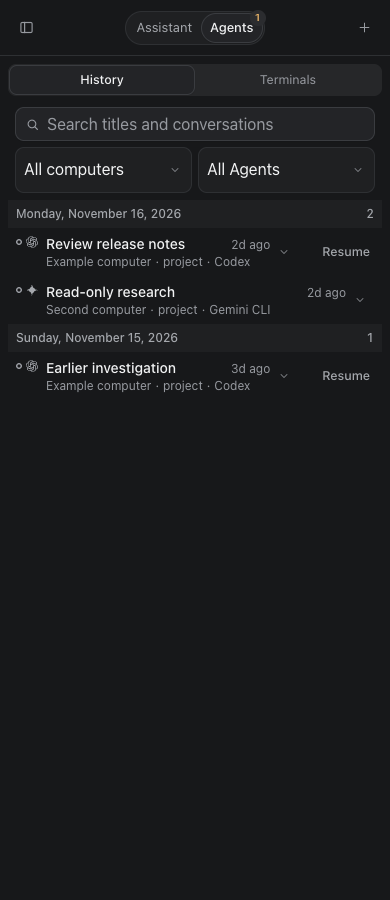 Assistant
Agents
1
History
Terminals
Search titles and conversations
All computers
All Agents
Monday, November 16, 2026
2
Review release notes
2d ago
Resume
Example computer · project · Codex
Read-only research
2d ago
Second computer · project · Gemini CLI
Sunday, November 15, 2026
1
Earlier investigation
3d ago
Resume
Example computer · project · Codex